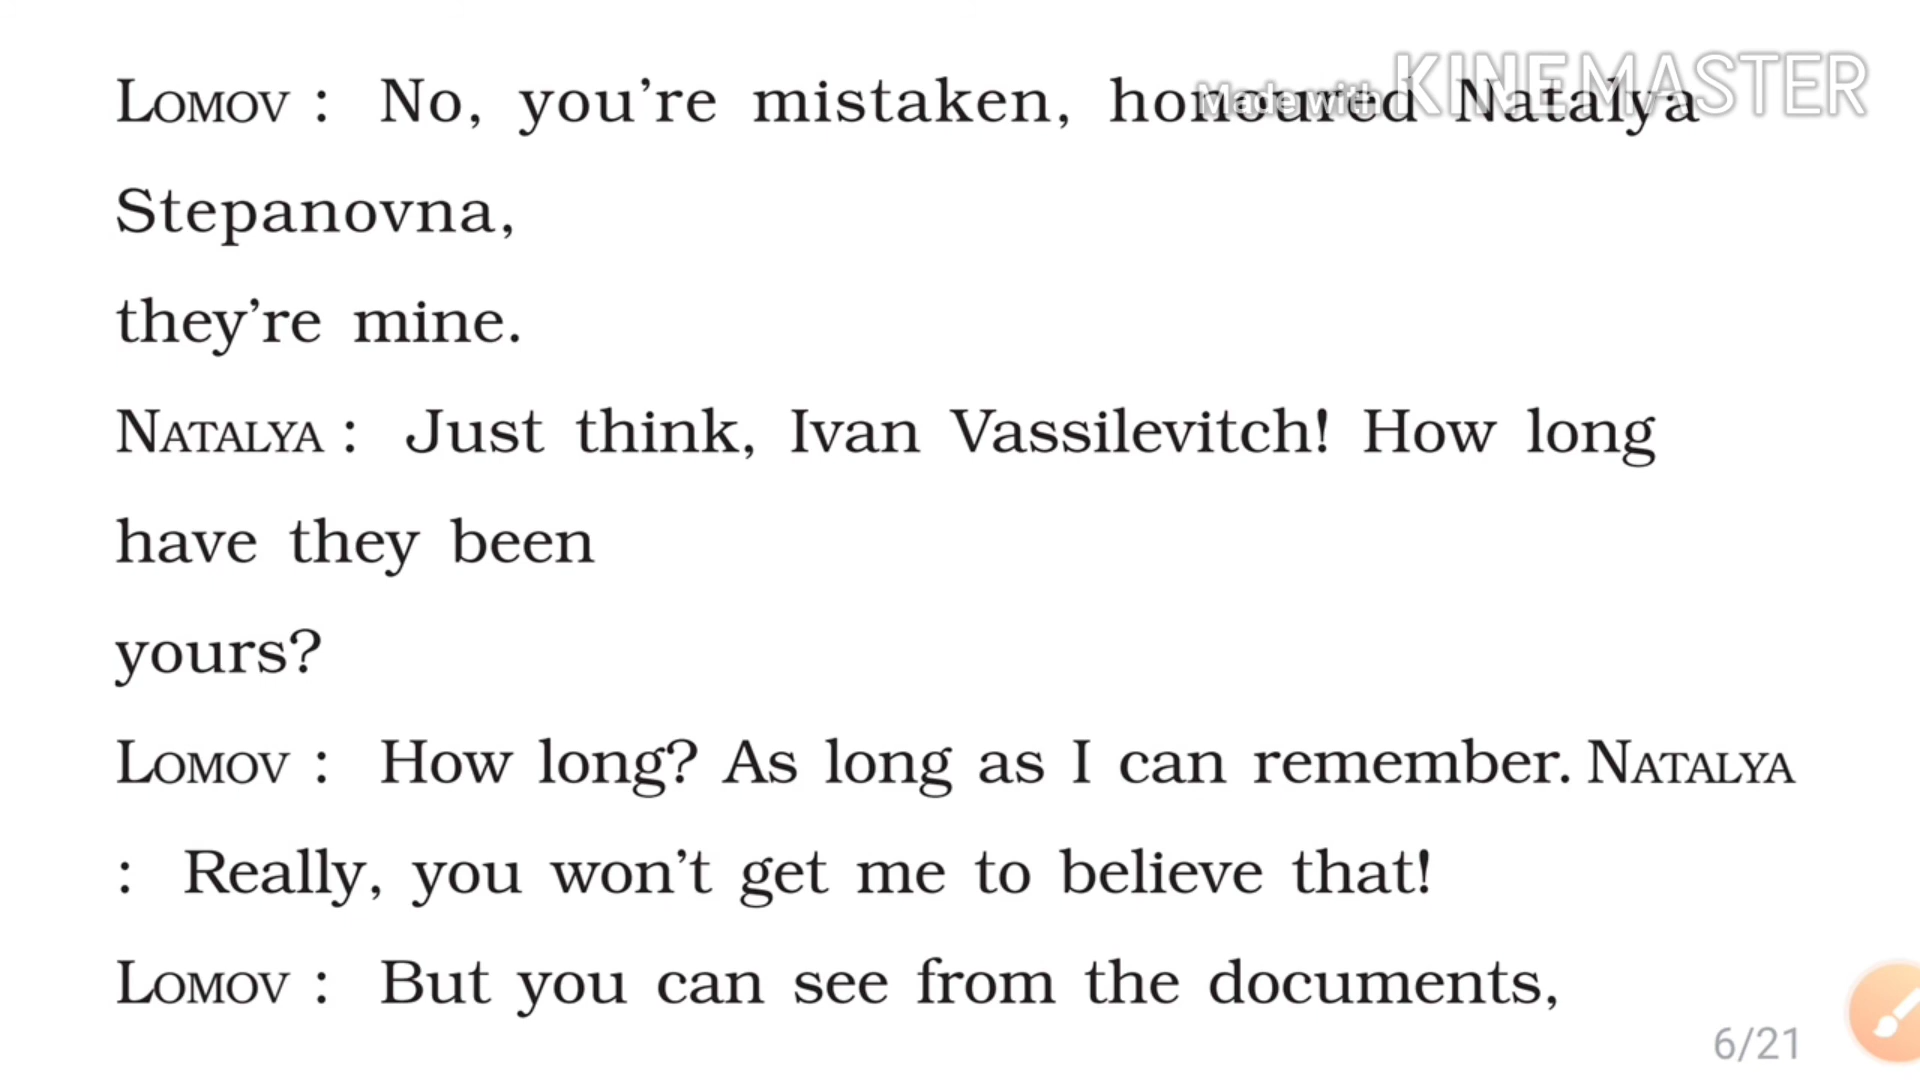 LOMOV : No, you're mistaken, honoured Natalya
Made with KINEMASTER
Stepanovna,
they're mine.
NATALYA : Just think, Ivan Vassilevitch! How long
have they been
yours?
LOMOV : How long? As long as I can remember. NATALYA
: Really, you won't get me to believe that!
LOMOV : But you can see from the documents,
6/21